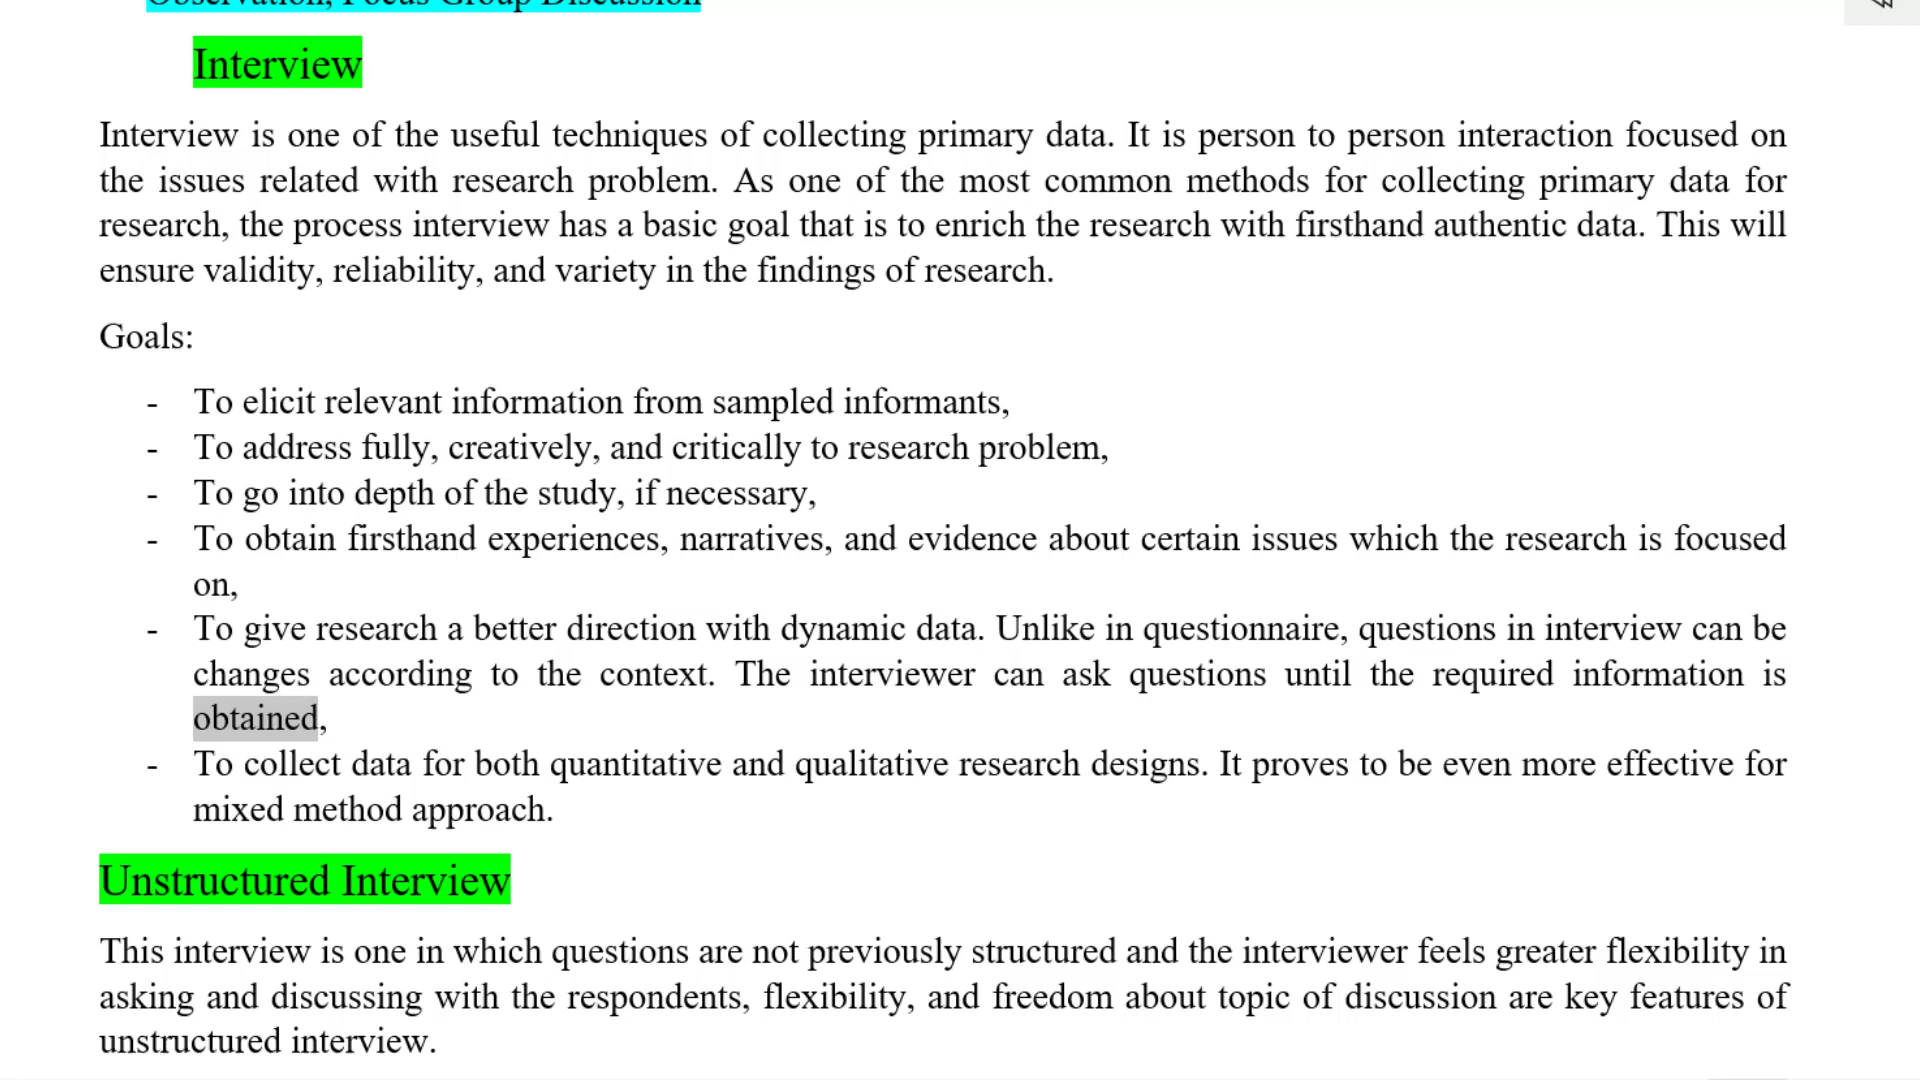 Observation, Focus Group Discussion
Interview
Interview is one of the useful techniques of collecting primary data. It is person to person interaction focused on
the issues related with research problem. As one of the most common methods for collecting primary data for
research, the process interview has a basic goal that is to enrich the research with firsthand authentic data. This will
ensure validity, reliability, and variety in the findings of research.
Goals:
- To elicit relevant information from sampled informants,
- To address fully, creatively, and critically to research problem,
- To go into depth of the study, if necessary,
- To obtain firsthand experiences, narratives, and evidence about certain issues which the research is focused
on,
- To give research a better direction with dynamic data. Unlike in questionnaire, questions in interview can be
changes according to the context. The interviewer can ask questions until the required information is
obtained,
- To collect data for both quantitative and qualitative research designs. It proves to be even more effective for
mixed method approach.
Unstructured Interview
This interview is one in which questions are not previously structured and the interviewer feels greater flexibility in
asking and discussing with the respondents, flexibility, and freedom about topic of discussion are key features of
unstructured interview.